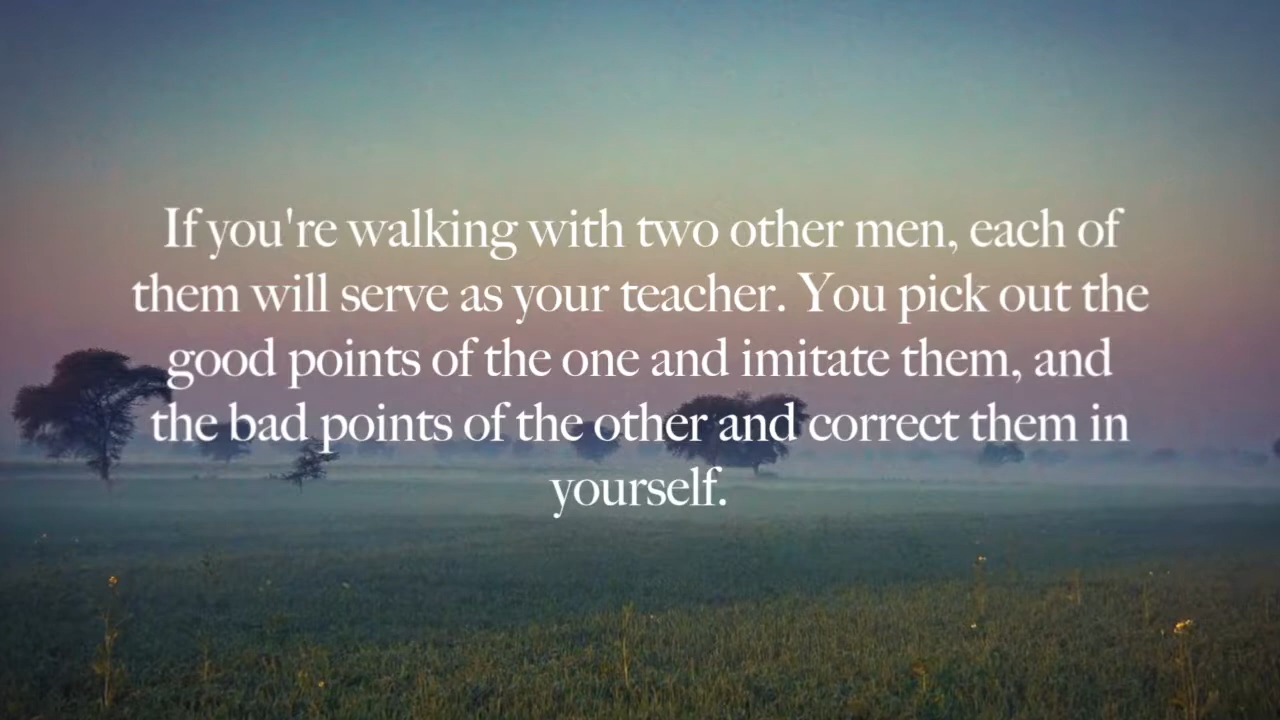 If you're walking with two other men, each of
them will serve as your teacher. You pick out the
good points of the one and imitate them, and
the bad points of the other and correct them in
yourself.